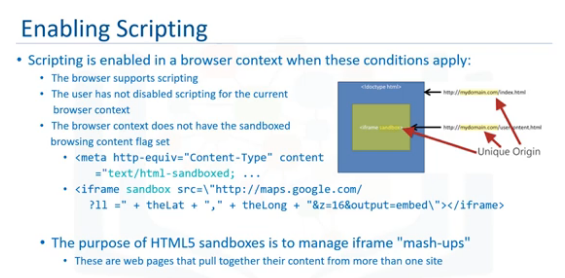 Enabling Scripting
• Scripting is enabled in a browser context when these conditions apply:
• The browser supports scripting
• The user has not disabled scripting for the current
browser context
• The browser context does not have the sandboxed
browsing content flag set
• <meta http-equiv="Content-Type" content
="text/html-sandboxed; ...
• <iframe sandbox src=\"http://maps.google.com/
?ll =" + theLat + "," + theLong + "&z=16&output=embed\"></iframe>
<!doctype html>
http://mydomain.com/index.html
<iframe sandbox
http://mydomain.com/usercontent.html
Unique Origin
• The purpose of HTML5 sandboxes is to manage iframe "mash-ups"
• These are web pages that pull together their content from more than one site